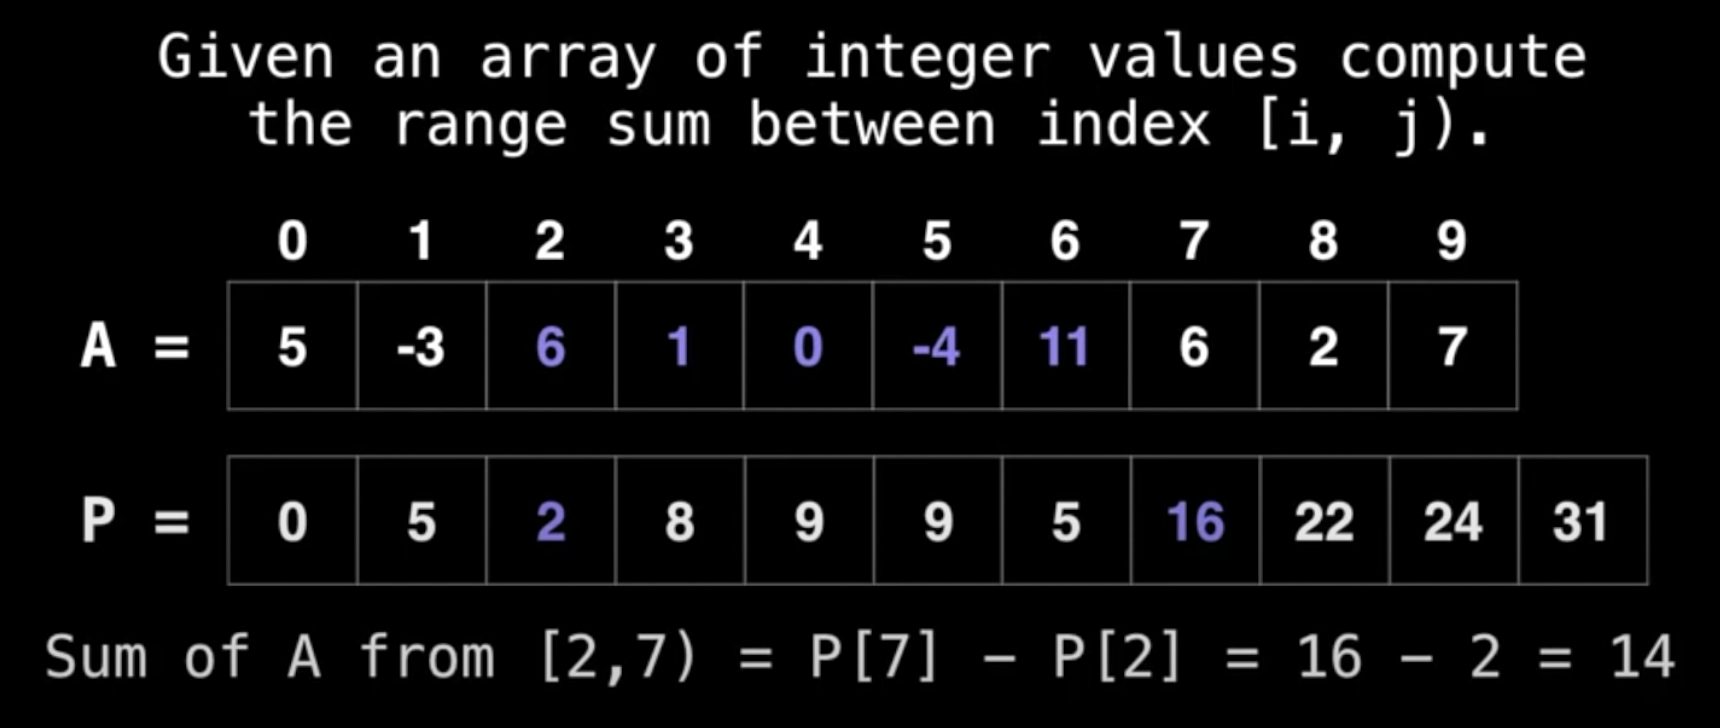 Given an array of integer values compute
the range sum between index [i, j).
0 1 2 3 4 5 6 7 8 9
A = 5 -3 6 1 0 -4 11 6 2 7
P = 0 5 2 8 9 9 5 16 22 24 31
Sum of A from [2,7) = P[7] − P[2] = 16 − 2 = 14